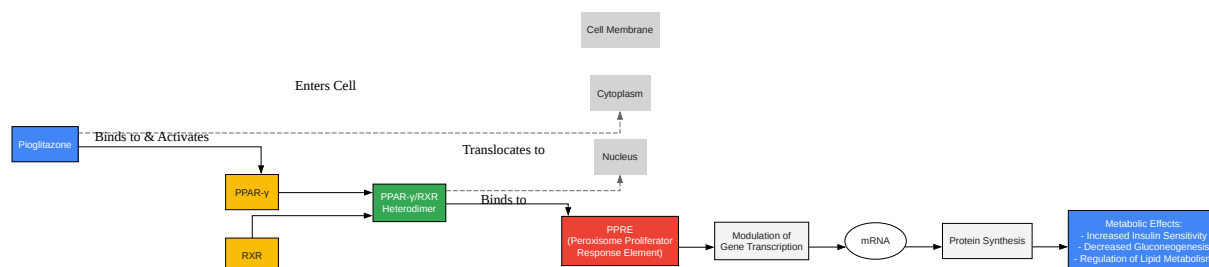 Cell Membrane
Enters Cell
Cytoplasm
Pioglitazone
Binds to & Activates
Translocates to
Nucleus
PPAR-γ
PPAR-γ/RXR
Heterodimer
Binds to
RXR
PPRE
(Peroxisome Proliferator
Response Element)
Modulation of
Gene Transcription
mRNA
Protein Synthesis
Metabolic Effects:
- Increased Insulin Sensitivity
- Decreased Gluconeogenesis
- Regulation of Lipid Metabolism